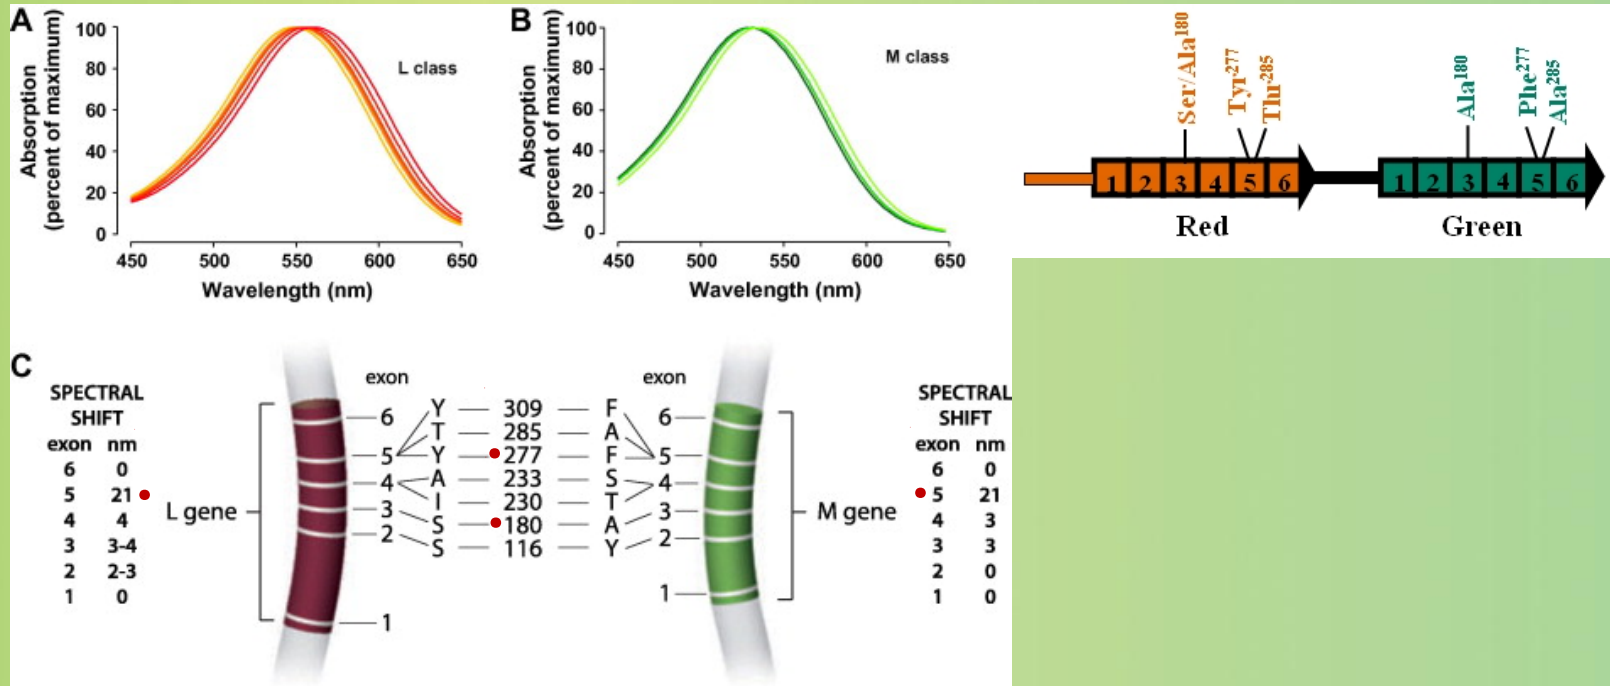 A
Absorption
(percent of maximum)
100
80
60
40
20
0
L class
450 500 550 600 650
Wavelength (nm)
B
Absorption
(percent of maximum)
100
80
60
40
20
0
M class
450 500 550 600 650
Wavelength (nm)
Ser/Ala180
Tyr-277
Thr-285
1 2 3 4 5 6
Red
Ala180
Phe277
Ala285
1 2 3 4 5 6
Green
C
SPECTRAL
SHIFT
exon nm
6 0
5 21
4 4
3 3-4
2 2-3
1 0
L gene
exon
6
5
4
3
2
1
Y 309 F
T 285 A
Y 277 F
A 233 S
I 230 T
S 180 A
S 116 Y
exon
6
5
4
3
2
1
M gene
SPECTRAL
SHIFT
exon nm
6 0
5 21
4 3
3 3
2 0
1 0